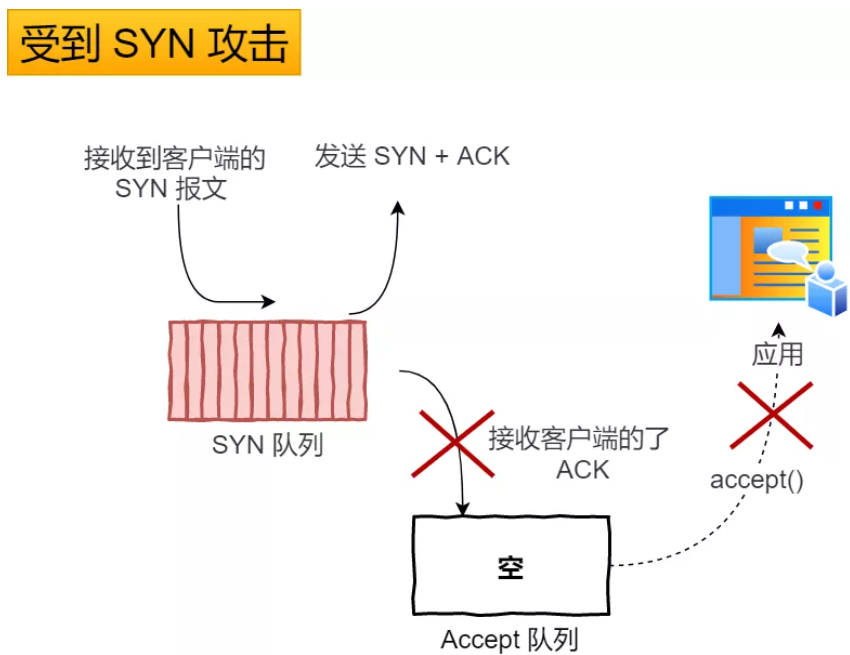 受到 SYN 攻击
接收到客户端的
SYN 报文
发送 SYN + ACK
应用
SYN 队列
接收客户端的了
ACK
accept()
空
Accept 队列